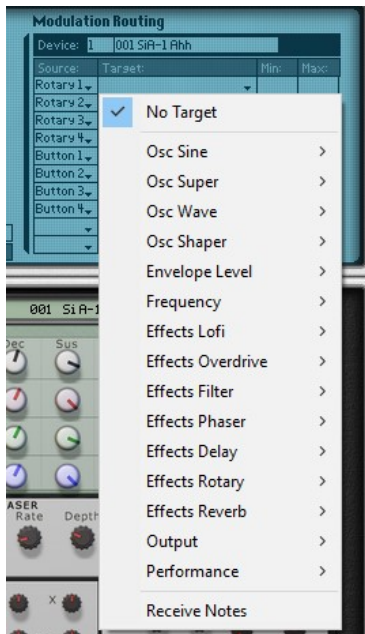 Modulation Routing
Device: 1 001 SiA-1 Ahh
Source: Target: Min: Max:
Rotary 1
Rotary 2
Rotary 3
Rotary 4
Button 1
Button 2
Button 3
Button 4
No Target
Osc Sine
Osc Super
Osc Wave
Osc Shaper
Envelope Level
Frequency
Effects Lofi
Effects Overdrive
Effects Filter
Effects Phaser
Effects Delay
Effects Rotary
Effects Reverb
Output
Performance
Receive Notes
001 SiA-1
Dec Sus
ASER
Rate Depth
X